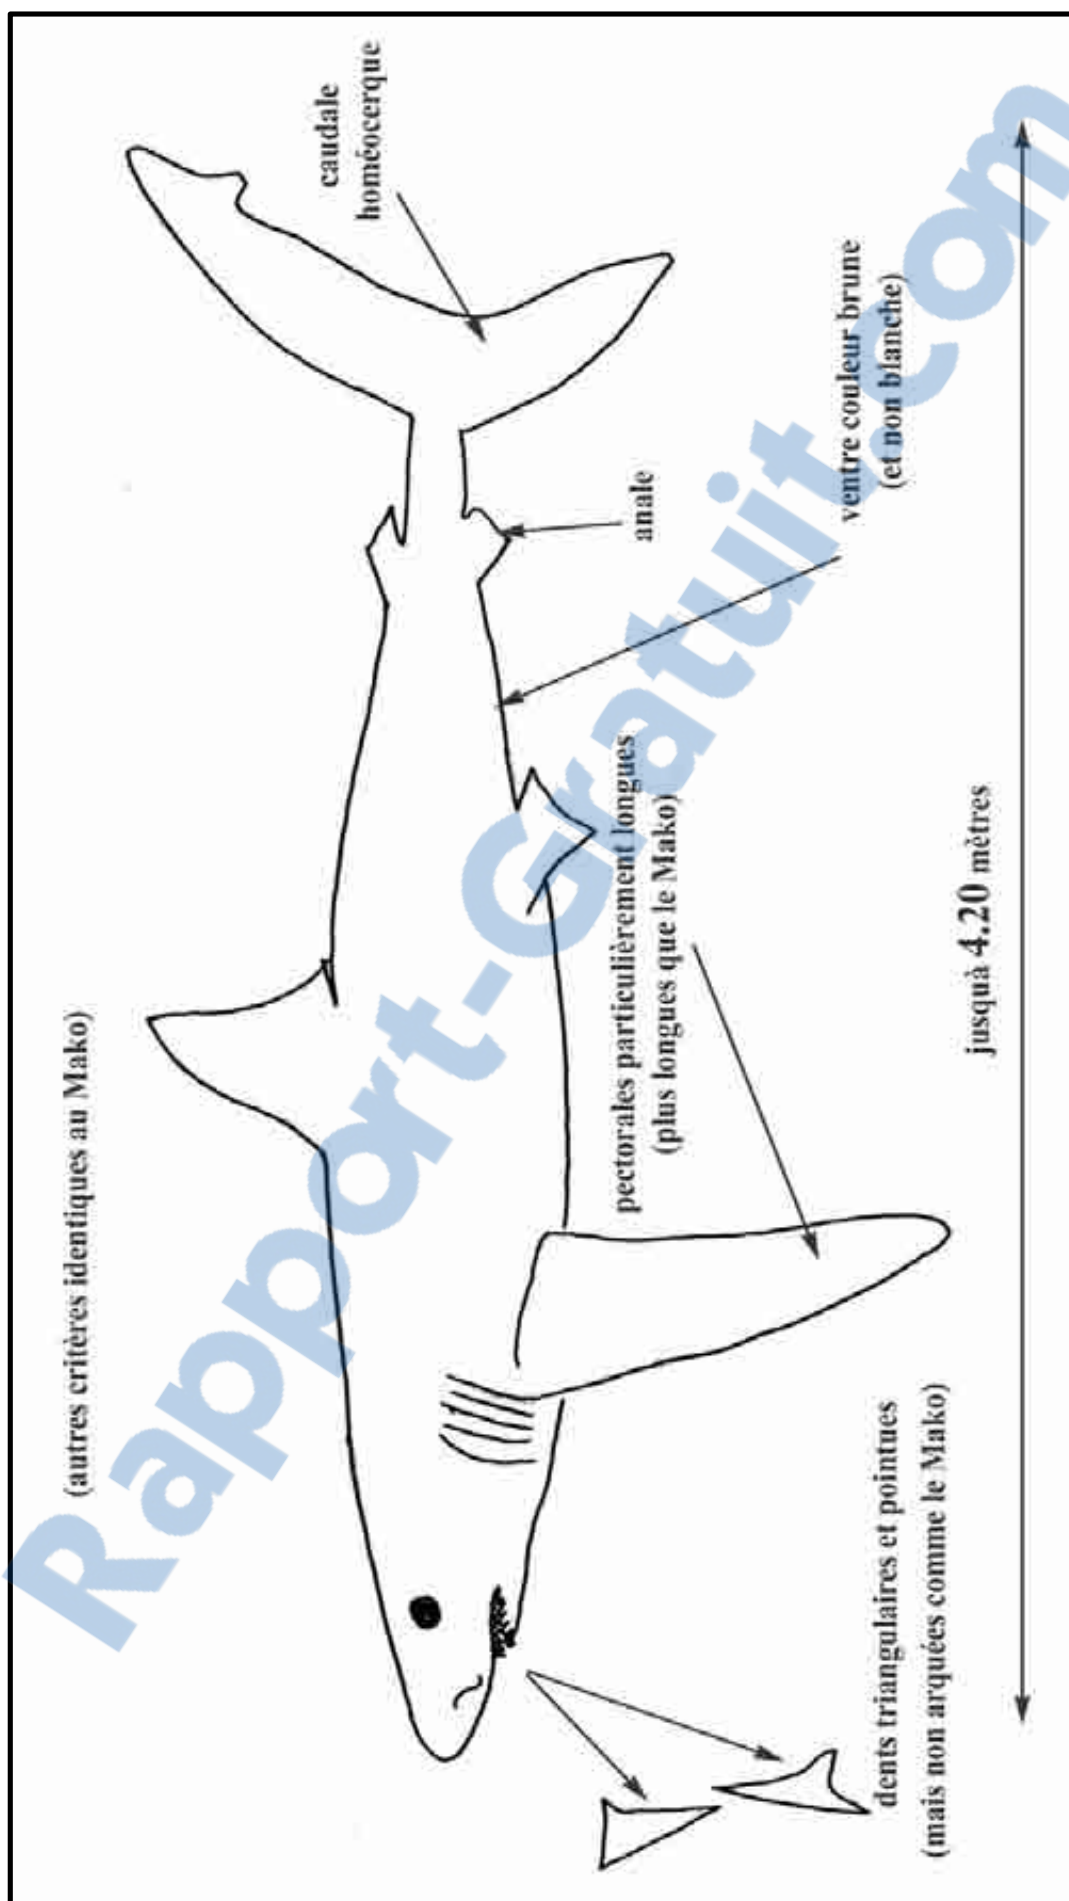 (autres critères identiques au Mako)
caudale
homéocerque
anale
ventre couleur brune
(et non blanche)
pectorales particulièrement longues
(plus longues que le Mako)
dents triangulaires et pointues
(mais non arquées comme le Mako)
jusquà 4.20 mètres
Rapport-Gratuit.com